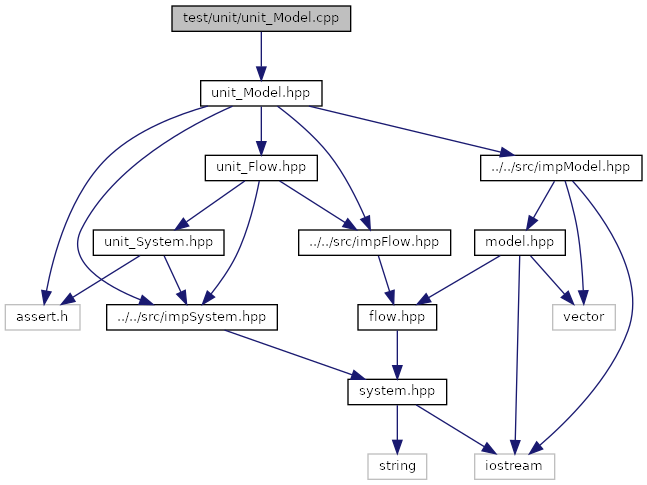 test/unit/unit_Model.cpp
unit_Model.hpp
unit_Flow.hpp
../../src/impModel.hpp
unit_System.hpp
../../src/impFlow.hpp
model.hpp
assert.h
../../src/impSystem.hpp
flow.hpp
vector
system.hpp
string
iostream